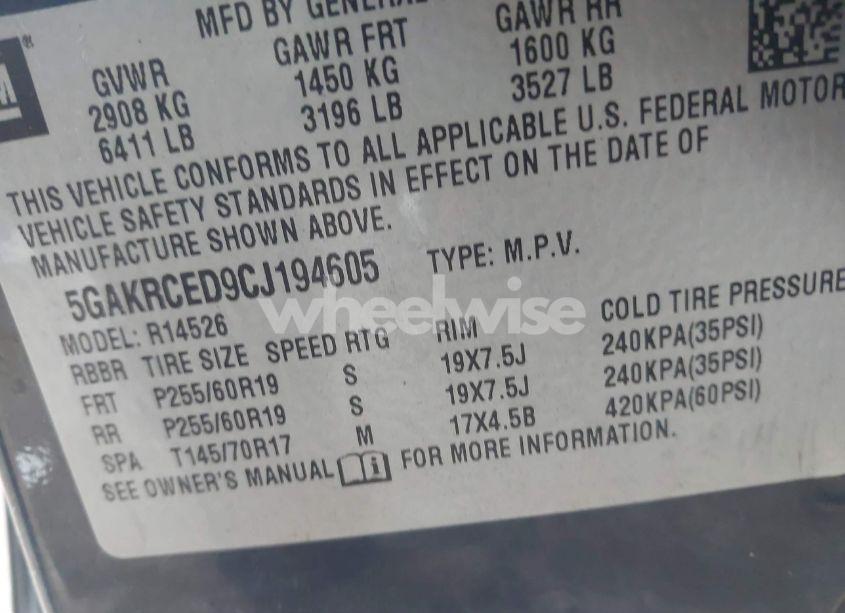 MFD BY GENERAL
GVWR GAWR FRT GAWR RR
2908 KG 1450 KG 1600 KG
6411 LB 3196 LB 3527 LB
THIS VEHICLE CONFORMS TO ALL APPLICABLE U.S. FEDERAL MOTOR
VEHICLE SAFETY STANDARDS IN EFFECT ON THE DATE OF
MANUFACTURE SHOWN ABOVE.
5GAKRCED9CJ194605 TYPE: M.P.V.
MODEL: R14526
RBBR TIRE SIZE SPEED RTG RIM COLD TIRE PRESSURE
FRT P255/60R19 S 19X7.5J 240KPA(35PSI)
RR P255/60R19 S 19X7.5J 240KPA(35PSI)
SPA T145/70R17 M 17X4.5B 420KPA(60PSI)
SEE OWNER'S MANUAL FOR MORE INFORMATION.
wheelwise